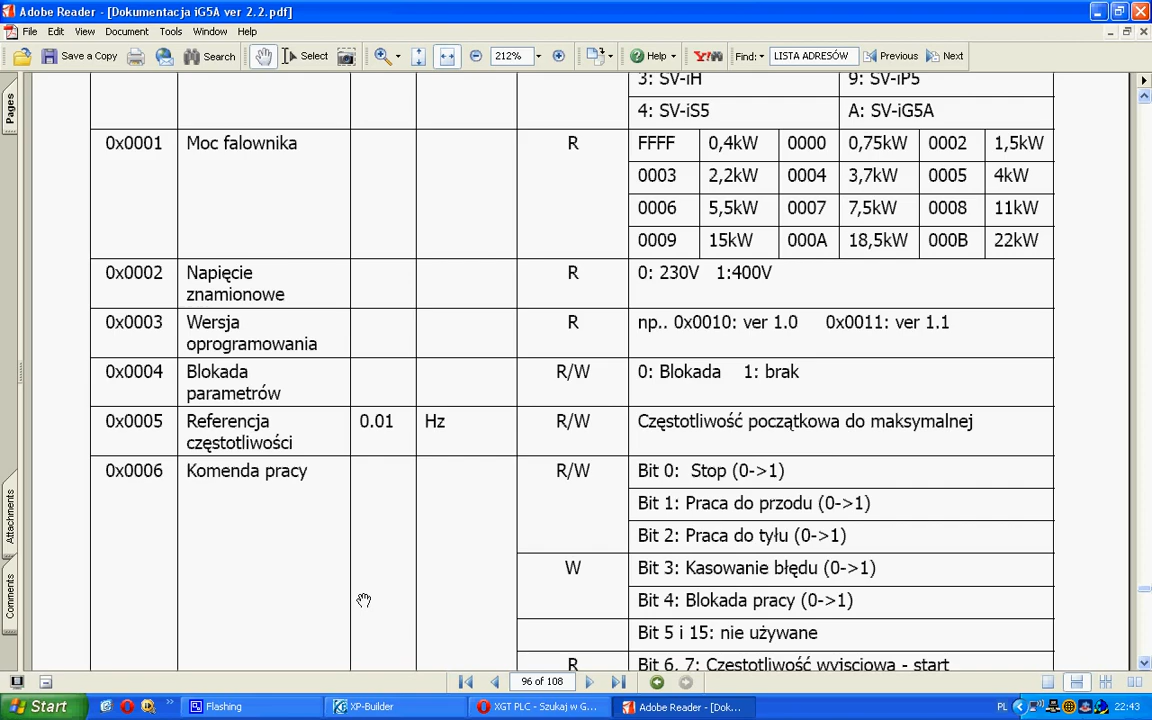 Adobe Reader - [Dokumentacja iG5A ver 2.2.pdf]
File Edit View Document Tools Window Help
Save a Copy Search Select 212% Help Y! Find: LISTA ADRESÓW Previous Next
Pages
Attachments
Comments
3: SV-iH 9: SV-iP5
4: SV-iS5 A: SV-iG5A
0x0001 Moc falownika R FFFF 0,4kW 0000 0,75kW 0002 1,5kW
0003 2,2kW 0004 3,7kW 0005 4kW
0006 5,5kW 0007 7,5kW 0008 11kW
0009 15kW 000A 18,5kW 000B 22kW
0x0002 Napięcie R 0: 230V 1:400V
znamionowe
0x0003 Wersja R np.. 0x0010: ver 1.0 0x0011: ver 1.1
oprogramowania
0x0004 Blokada R/W 0: Blokada 1: brak
parametrów
0x0005 Referencja 0.01 Hz R/W Częstotliwość początkowa do maksymalnej
częstotliwości
0x0006 Komenda pracy R/W Bit 0: Stop (0->1)
Bit 1: Praca do przodu (0->1)
Bit 2: Praca do tyłu (0->1)
W Bit 3: Kasowanie błędu (0->1)
Bit 4: Blokada pracy (0->1)
Bit 5 i 15: nie używane
R Bit 6, 7: Częstotliwość wyjściowa - start
96 of 108
Start Flashing XP-Builder XGT PLC - Szukaj w G... Adobe Reader - [Dok... PL 22:43